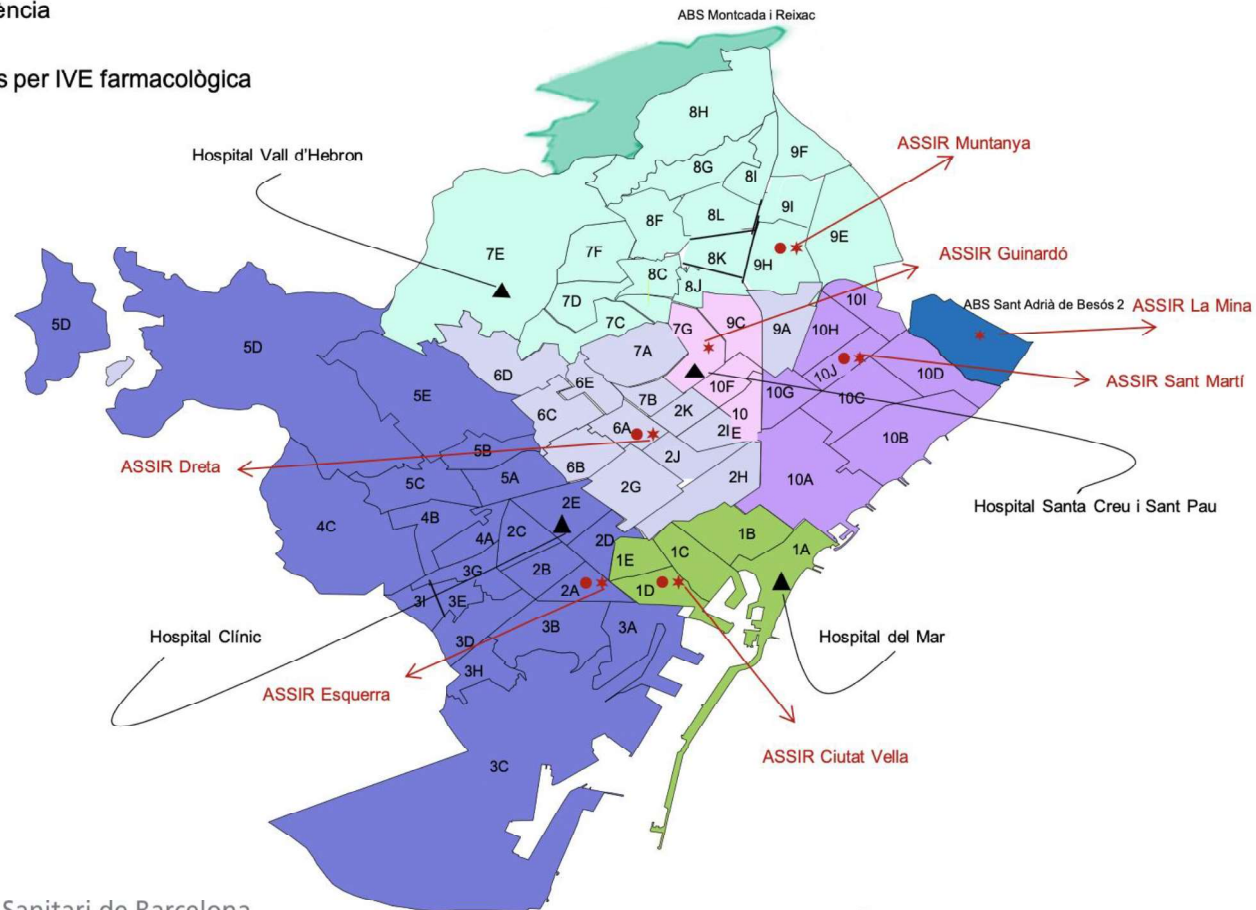 ència
ABS Montcada i Reixac
s per IVE farmacològica
8H
Hospital Vall d'Hebron
ASSIR Muntanya
9F
8G
8I
9I
8F
8L
9E
7E
7F
ASSIR Guinardó
8K
9H
8C
8J
7D
10I
ABS Sant Adrià de Besós 2
ASSIR La Mina
5D
7C
7G
9C
9A
10H
5D
7A
6D
10J
10D
ASSIR Sant Martí
6E
10F
5E
7B
10G
10C
6C
2K
10
E
6A
2I
10B
5B
2J
ASSIR Dreta
6B
5C
5A
2G
2H
10A
2E
Hospital Santa Creu i Sant Pau
4B
4C
2C
1B
4A
2D
1C
1A
1E
3G
2B
2A
1D
3I
3E
3B
3A
Hospital Clínic
3D
Hospital del Mar
3H
ASSIR Esquerra
ASSIR Ciutat Vella
3C
Sanitari de Barcelona